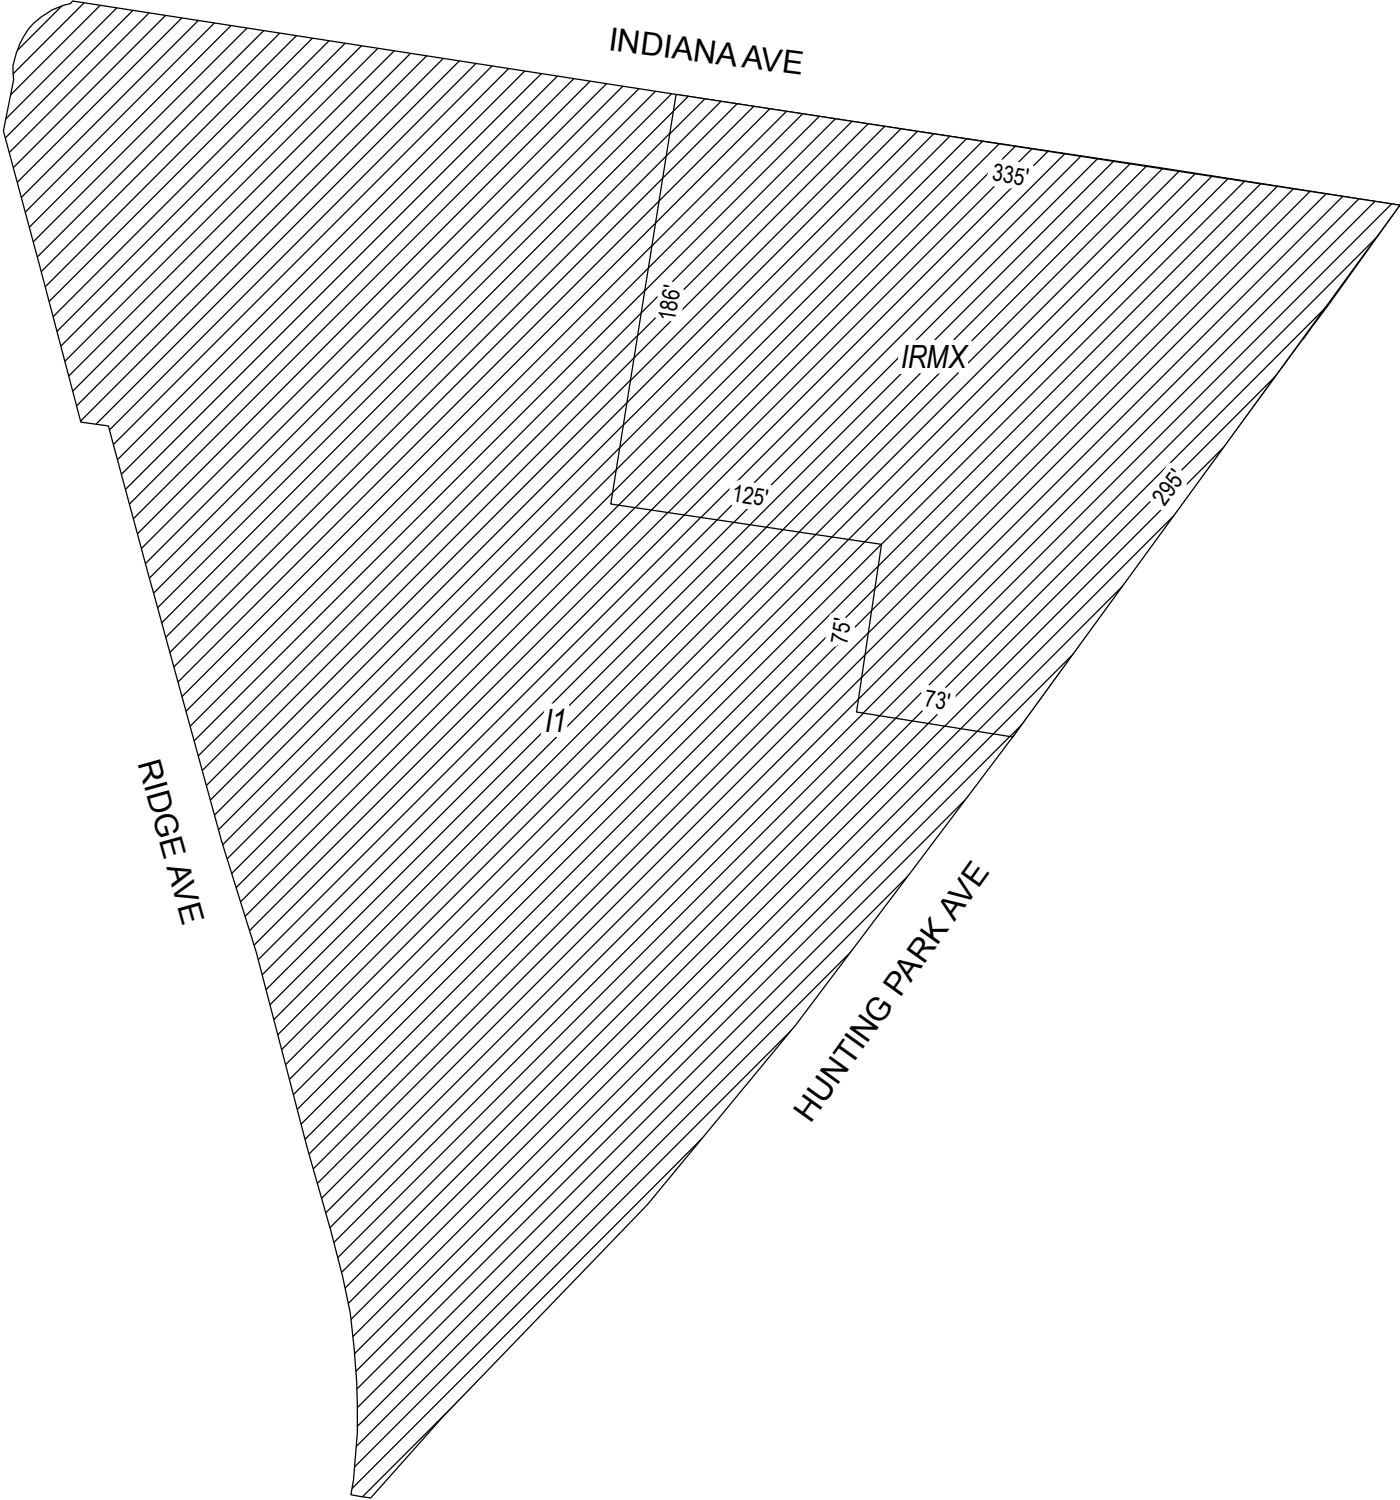 INDIANA AVE
335'
186'
IRMX
125'
295'
75'
73'
I1
RIDGE AVE
HUNTING PARK AVE